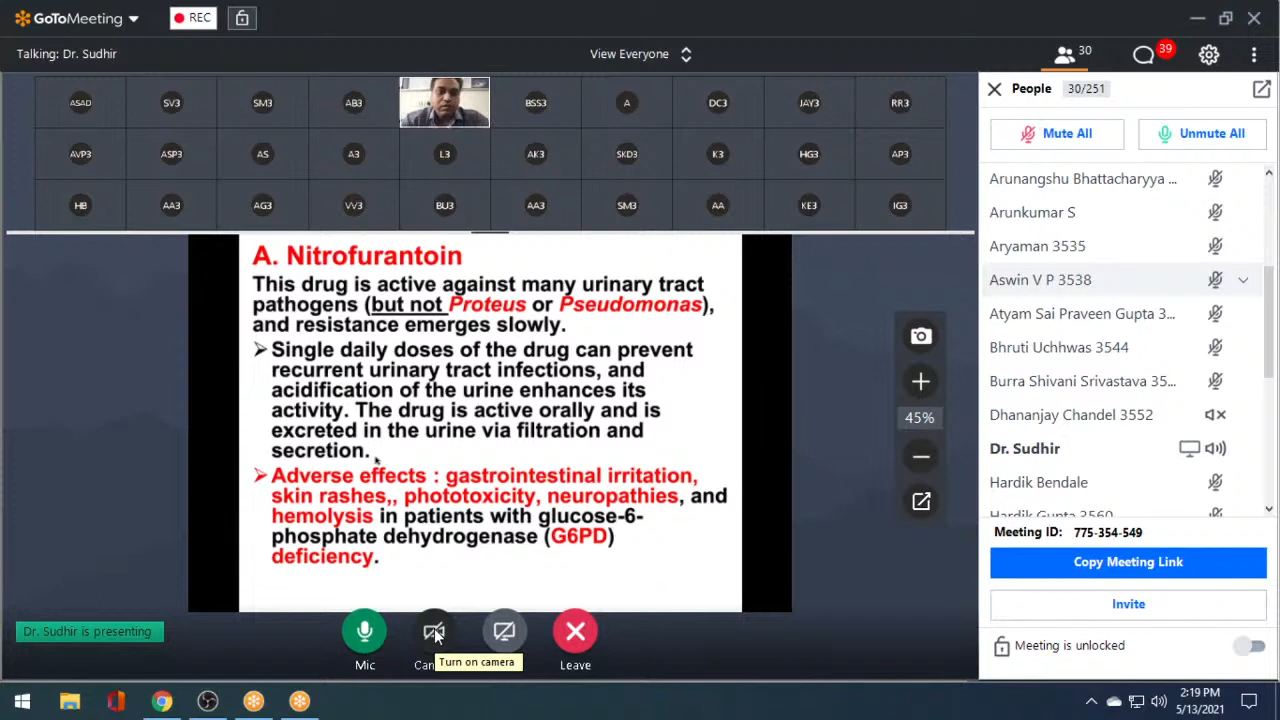 GoToMeeting
REC
Talking: Dr. Sudhir
View Everyone
30
39
ASAD SV3 SM3 AB3 BSS3 A DC3 JAY3 RR3
AVP3 ASP3 AS A3 L3 AK3 SKD3 K3 HG3 AP3
HB AA3 AG3 VV3 BU3 AA3 SM3 AA KE3 IG3
A. Nitrofurantoin
This drug is active against many urinary tract
pathogens (but not Proteus or Pseudomonas),
and resistance emerges slowly.
Single daily doses of the drug can prevent
recurrent urinary tract infections, and
acidification of the urine enhances its
activity. The drug is active orally and is
excreted in the urine via filtration and
secretion.
Adverse effects : gastrointestinal irritation,
skin rashes,, phototoxicity, neuropathies, and
hemolysis in patients with glucose-6-
phosphate dehydrogenase (G6PD)
deficiency.
45%
Dr. Sudhir is presenting
Mic
Cam
Turn on camera
Leave
People 30/251
Mute All
Unmute All
Arunangshu Bhattacharyya ...
Arunkumar S
Aryaman 3535
Aswin V P 3538
Atyam Sai Praveen Gupta 3...
Bhruti Uchhwas 3544
Burra Shivani Srivastava 35...
Dhananjay Chandel 3552
Dr. Sudhir
Hardik Bendale
Hardik Gupta 3560
Meeting ID: 775-354-549
Copy Meeting Link
Invite
Meeting is unlocked
2:19 PM
5/13/2021